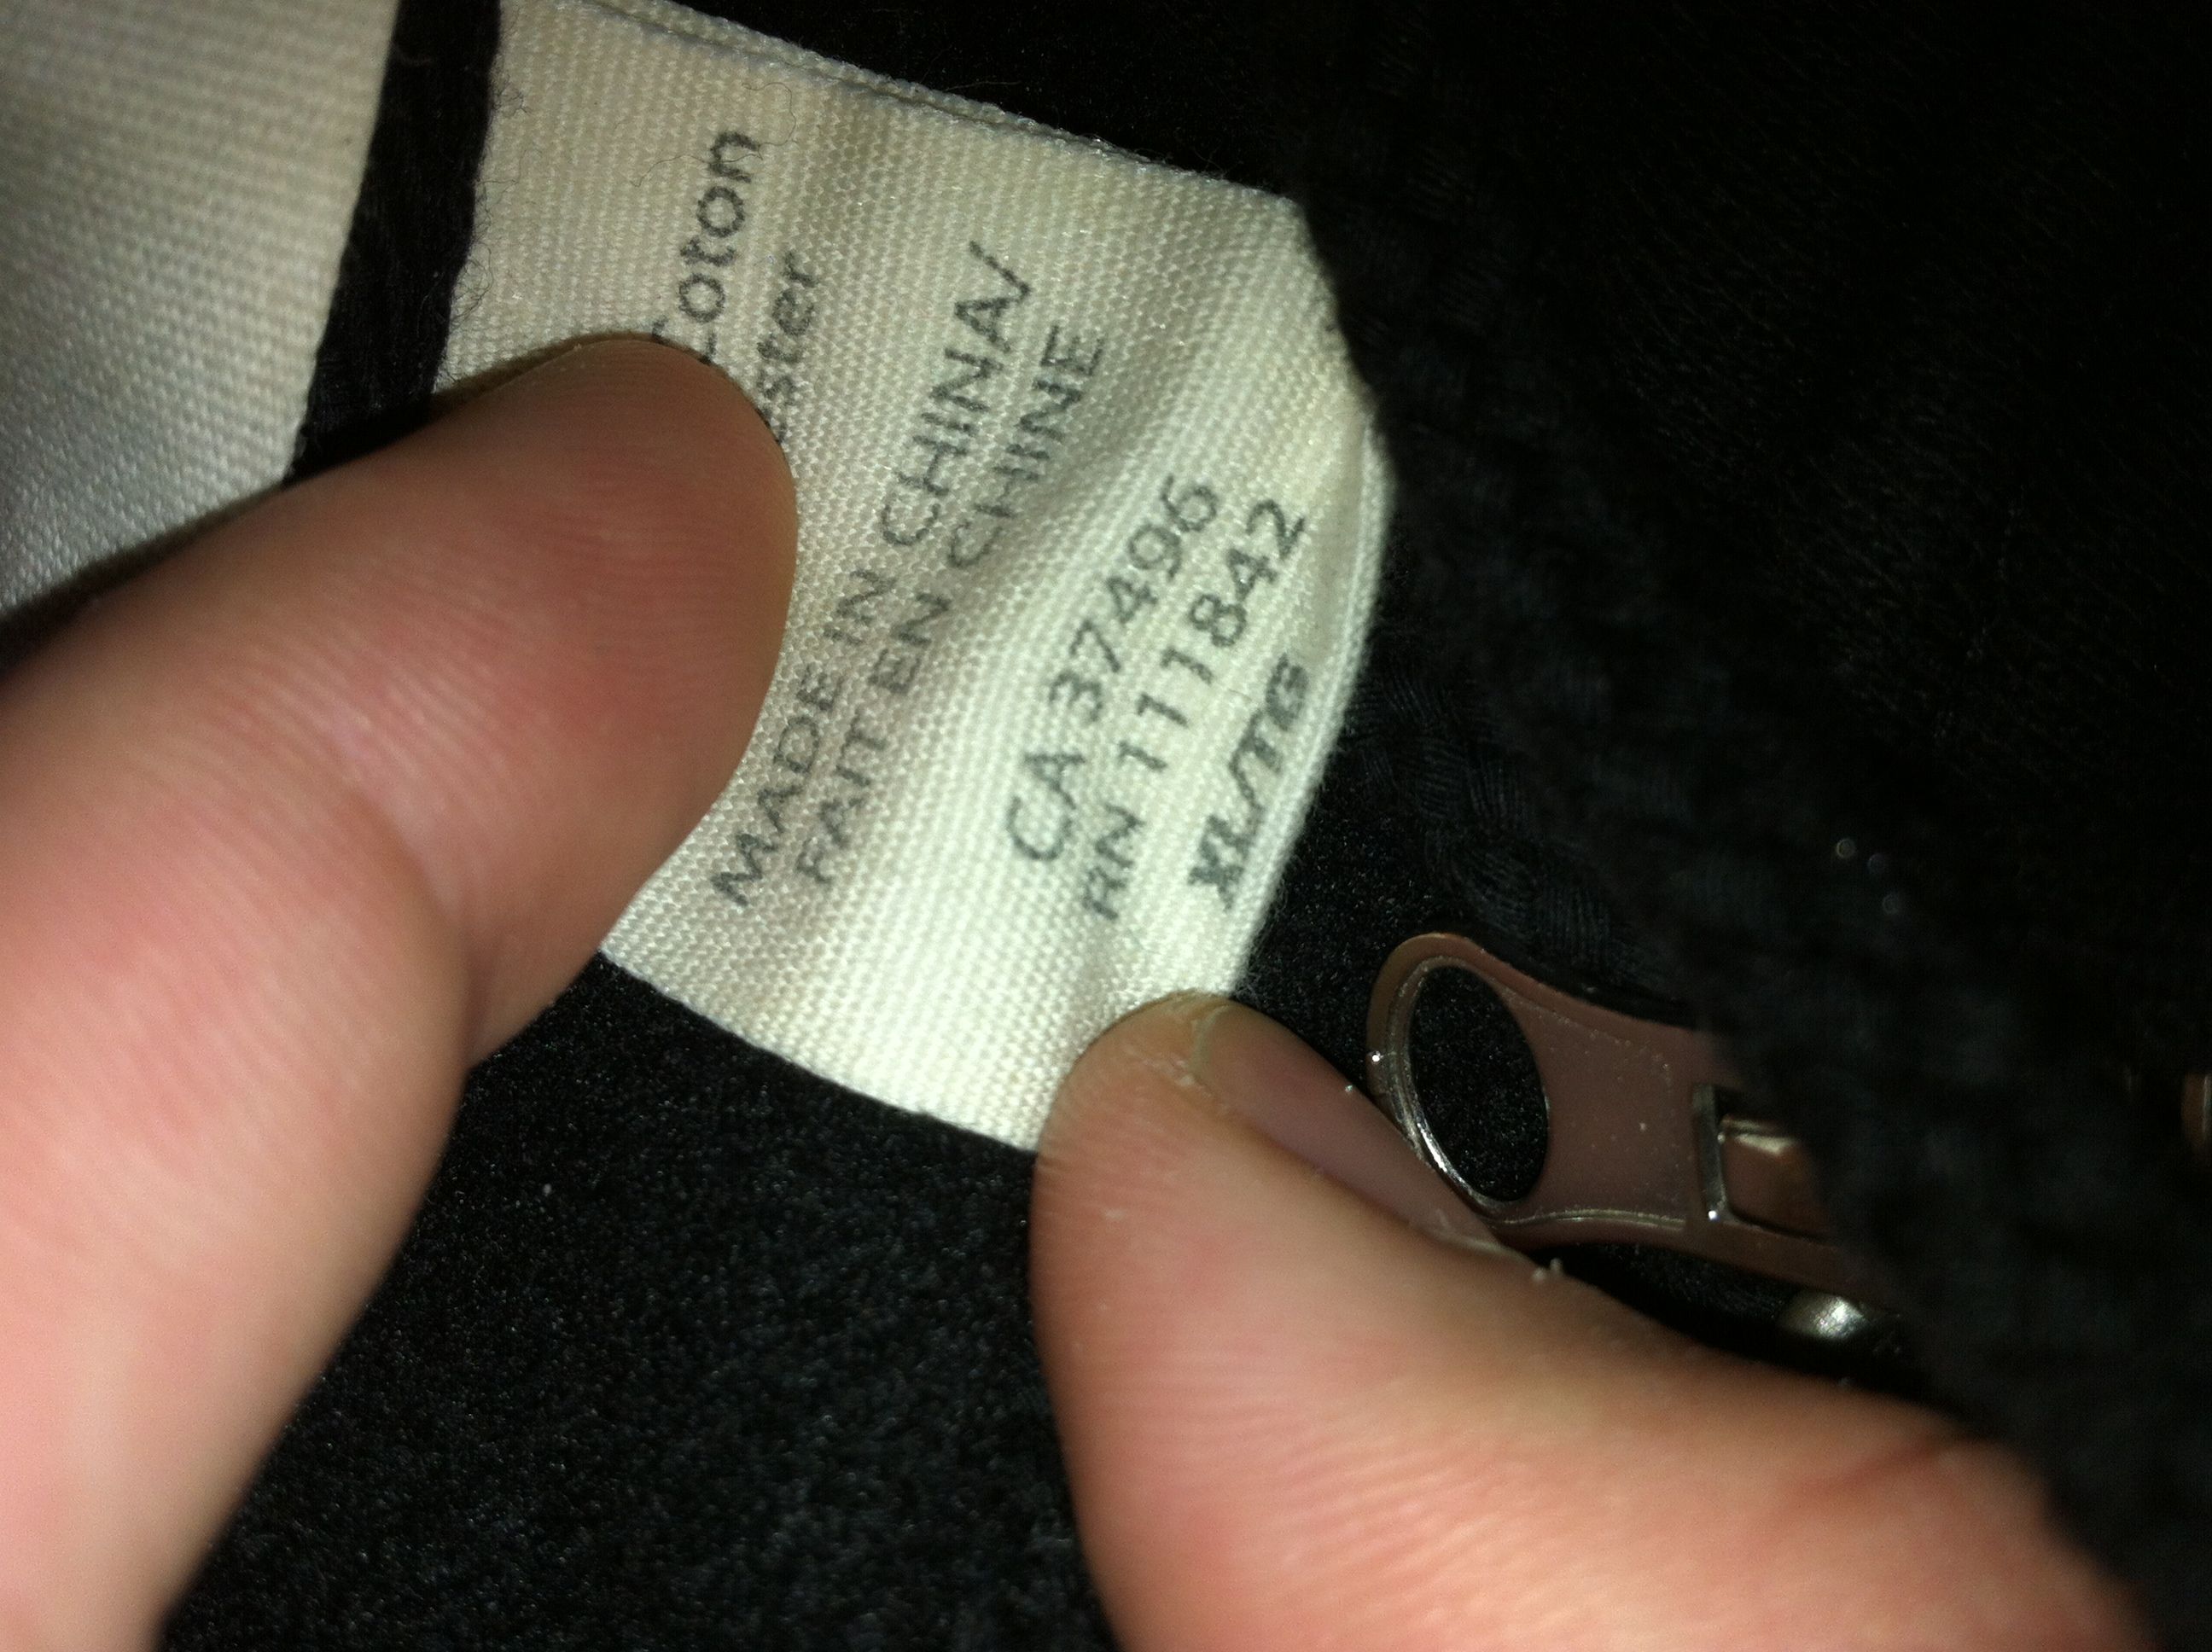 Coton
MADE IN CHINA/
FAIT EN CHINE
CA 37496
RN 111842
XL/TG